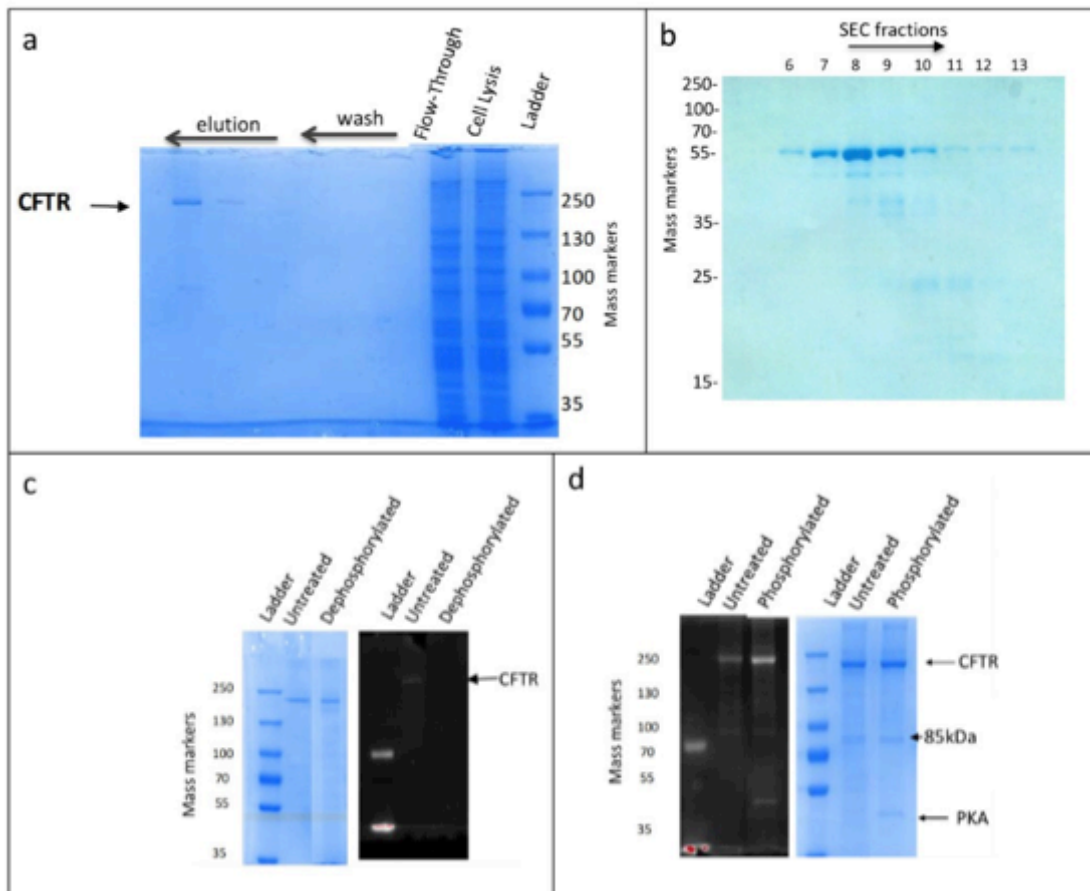 a
elution
wash
Flow-Through
Cell Lysis
Ladder
CFTR
250
130
100
70
55
35
Mass markers
b
SEC fractions
6 7 8 9 10 11 12 13
250-
100-
70-
55-
35-
25-
15-
Mass markers
c
Ladder
Untreated
Dephosphorylated
Ladder
Untreated
Dephosphorylated
250
130
100
70
55
35
Mass markers
CFTR
d
Ladder
Untreated
Phosphorylated
Ladder
Untreated
Phosphorylated
250
130
100
70
55
35
Mass markers
CFTR
85kDa
PKA